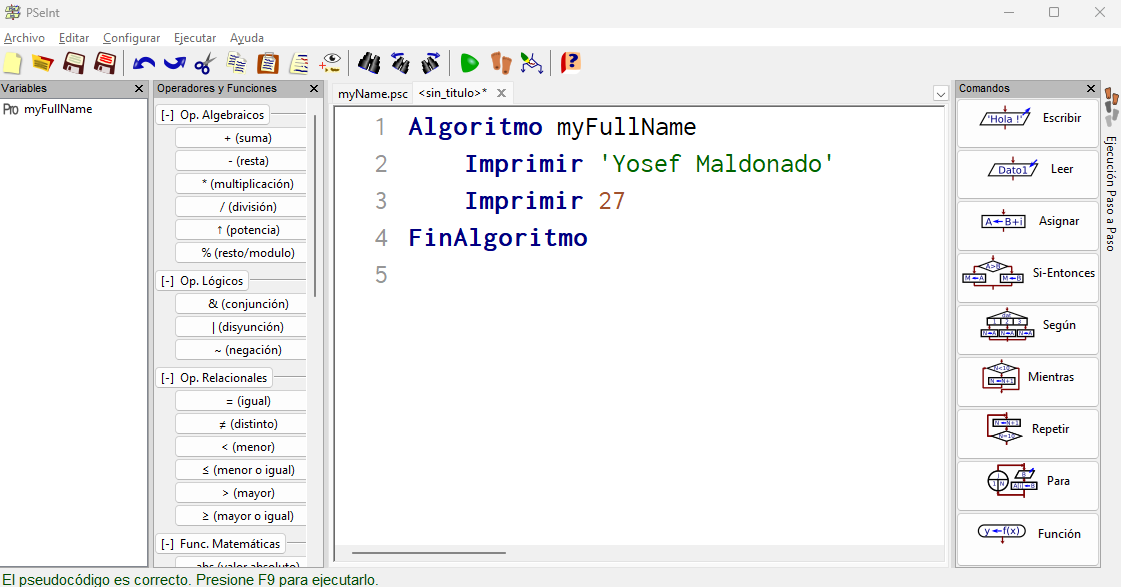 PSeInt
Archivo Editar Configurar Ejecutar Ayuda
Variables
Pro myFullName
Operadores y Funciones
[-] Op. Algebraicos
+ (suma)
- (resta)
* (multiplicación)
/ (división)
↑ (potencia)
% (resto/modulo)
[-] Op. Lógicos
& (conjunción)
| (disyunción)
~ (negación)
[-] Op. Relacionales
= (igual)
≠ (distinto)
< (menor)
≤ (menor o igual)
> (mayor)
≥ (mayor o igual)
[-] Func. Matemáticas
abs (valor absoluto)
myName.psc <sin_titulo>*
1 Algoritmo myFullName
2 Imprimir 'Yosef Maldonado'
3 Imprimir 27
4 FinAlgoritmo
5
Comandos
'Hola !' Escribir
Dato1 Leer
A←B+i Asignar
A>B M←A M←B Si-Entonces
Según
Mientras
Repetir
Para
y←f(x) Función
Ejecución Paso a Paso
El pseudocódigo es correcto. Presione F9 para ejecutarlo.